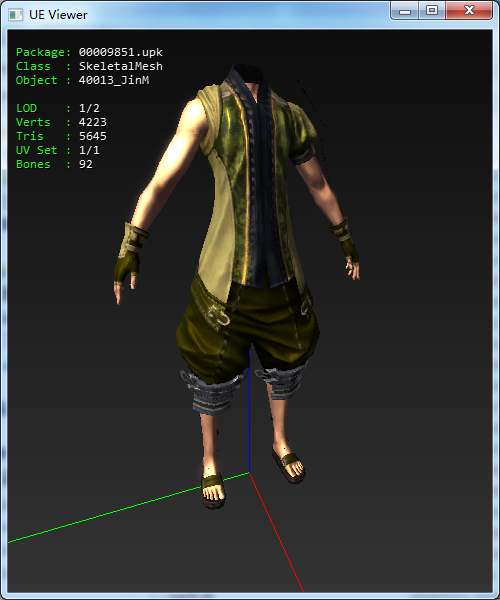 UE Viewer
Package: 00009851.upk
Class : SkeletalMesh
Object : 40013_JinM
LOD : 1/2
Verts : 4223
Tris : 5645
UV Set : 1/1
Bones : 92